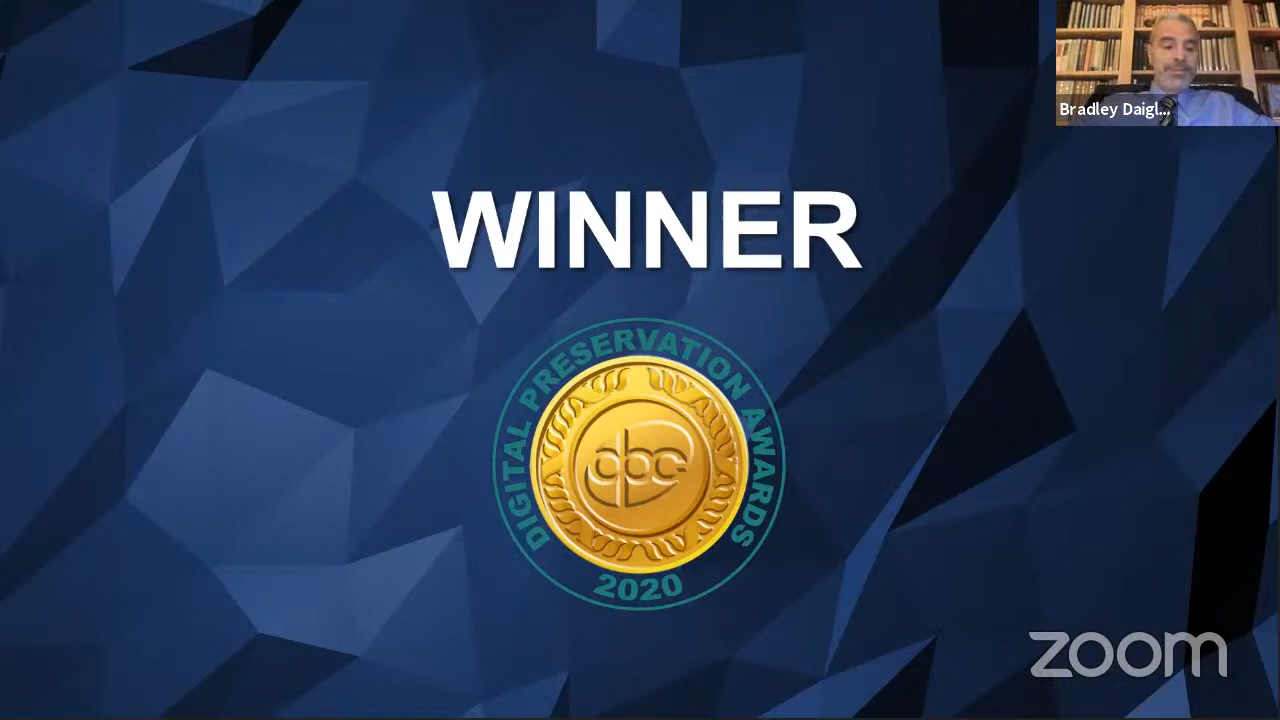 Bradley Daigl...
WINNER
DIGITAL PRESERVATION AWARDS
dpc
2020
zoom